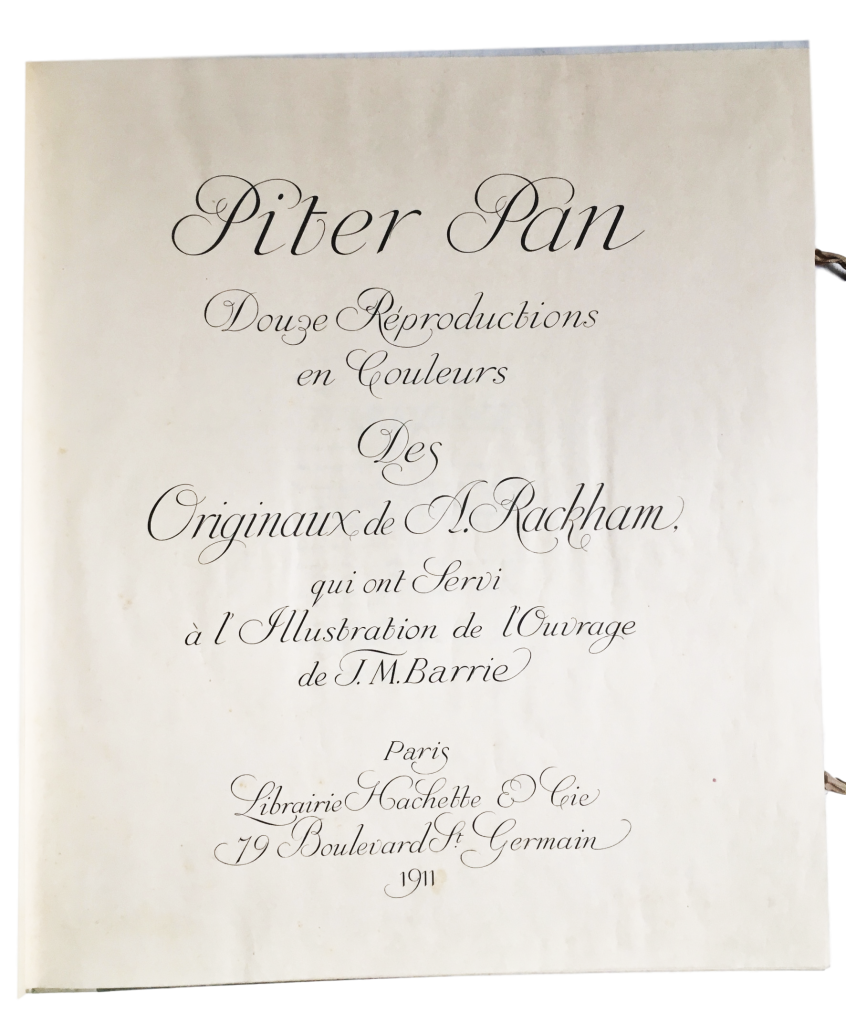 Piter Pan
Douze Réproductions
en Couleurs
Des
Originaux de A. Rackham,
qui ont Servi
à l'Illustration de l'Ouvrage
de J. M. Barrie
Paris
Librairie Hachette & Cie
79 Boulevard St. Germain
1911